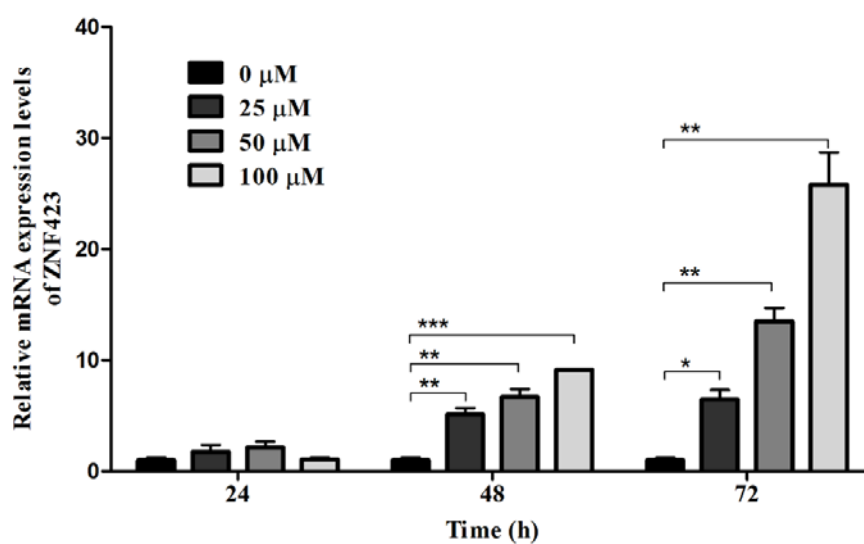 Relative mRNA expression levels
of ZNF423
40
30
20
10
0
0 μM
25 μM
50 μM
100 μM
***
**
**
**
**
*
24
48
72
Time (h)